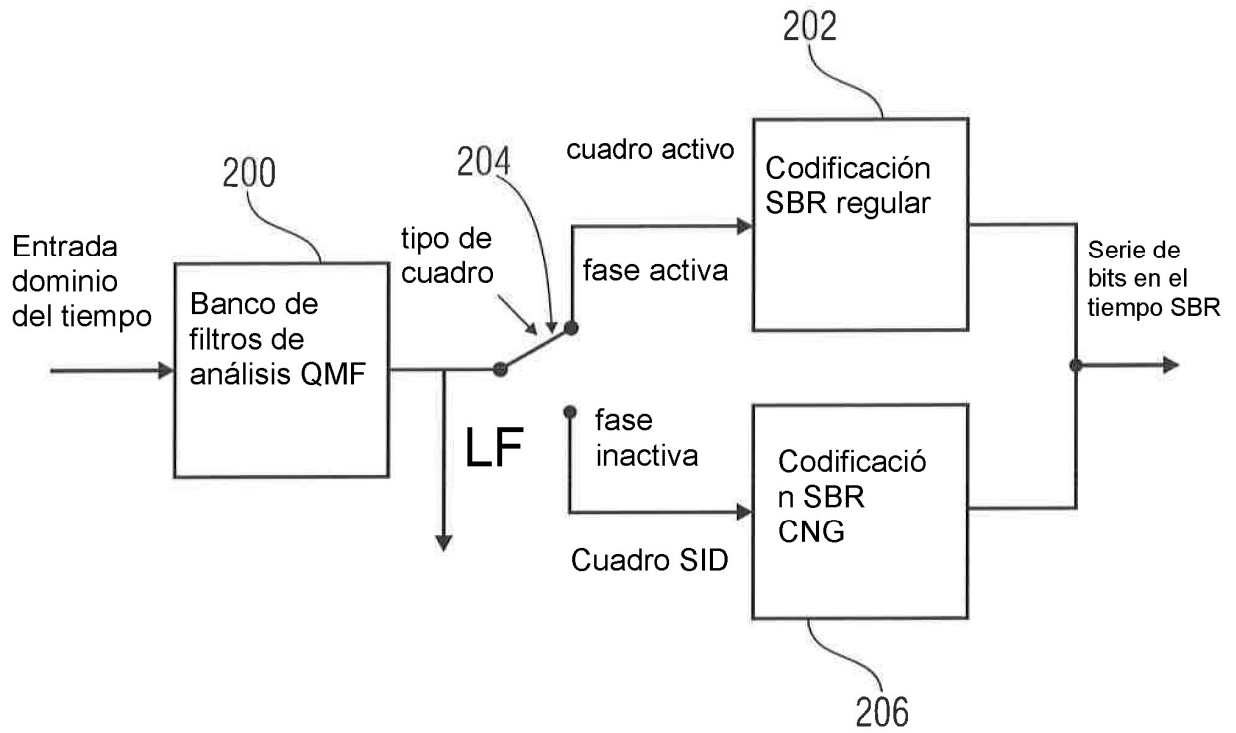 202
cuadro activo
Codificación
SBR regular
204
200
Entrada
dominio
del tiempo
tipo de
cuadro
fase activa
Serie de
bits en el
tiempo SBR
Banco de
filtros de
análisis QMF
LF
fase
inactiva
Codificació
n SBR
CNG
Cuadro SID
206